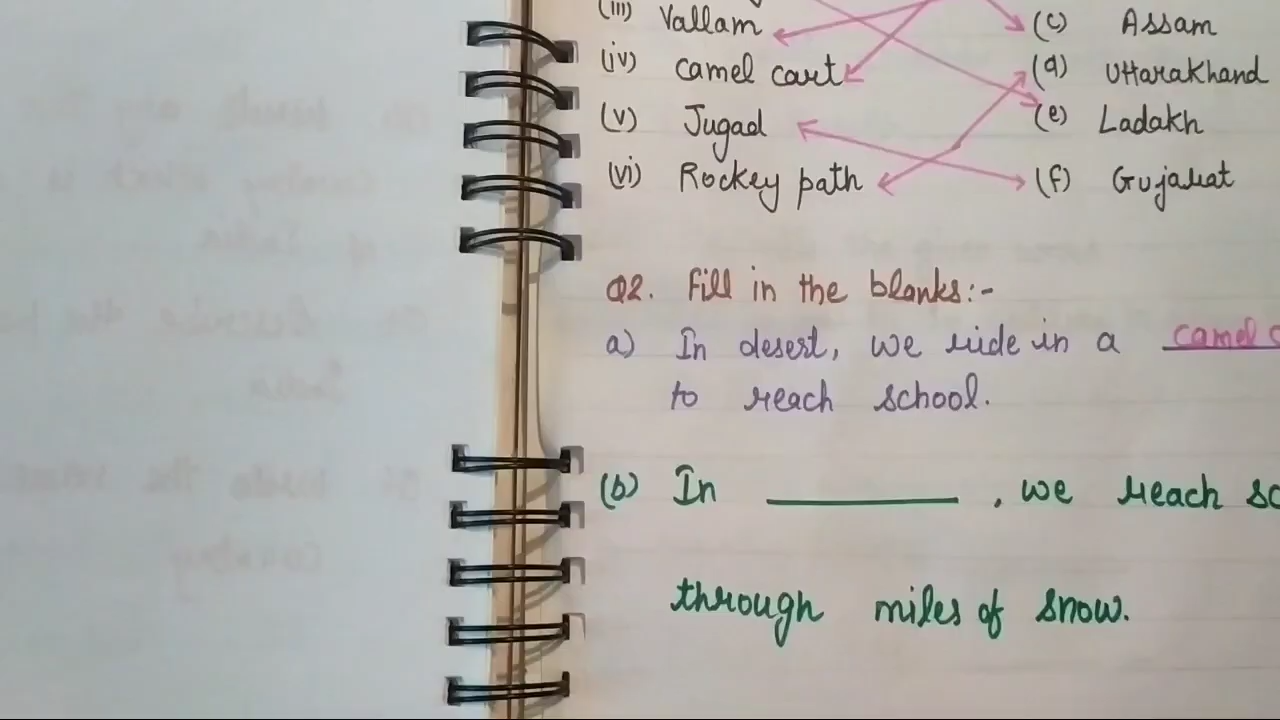 (iii) Vallam
(c) Assam
(iv) Camel cart
(d) Uttarakhand
(v) Jugad
(e) Ladakh
(vi) Rockey path
(f) Gujarat
Q2. Fill in the blanks:-
a) In desert, we ride in a camel
to reach school.
(b) In ________ , we reach
through miles of snow.